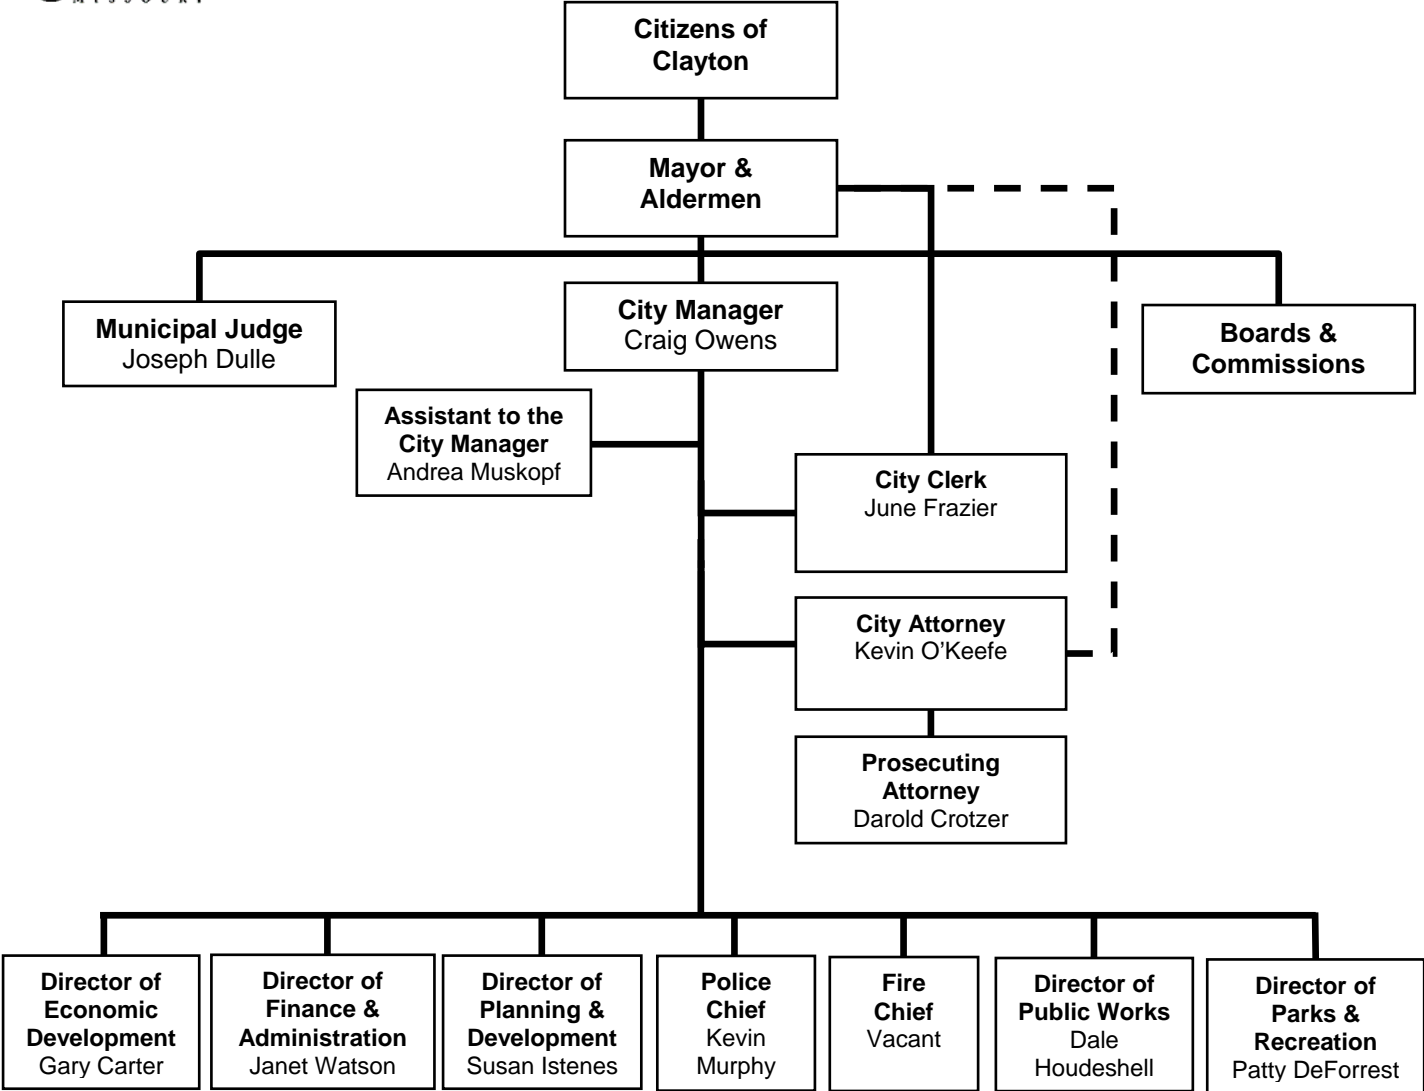 Citizens of
Clayton
Mayor &
Aldermen
Municipal Judge
Joseph Dulle
City Manager
Craig Owens
Boards &
Commissions
Assistant to the
City Manager
Andrea Muskopf
City Clerk
June Frazier
City Attorney
Kevin O’Keefe
Prosecuting
Attorney
Darold Crotzer
Director of
Economic
Development
Gary Carter
Director of
Finance &
Administration
Janet Watson
Director of
Planning &
Development
Susan Istenes
Police
Chief
Kevin
Murphy
Fire
Chief
Vacant
Director of
Public Works
Dale
Houdeshell
Director of
Parks &
Recreation
Patty DeForrest